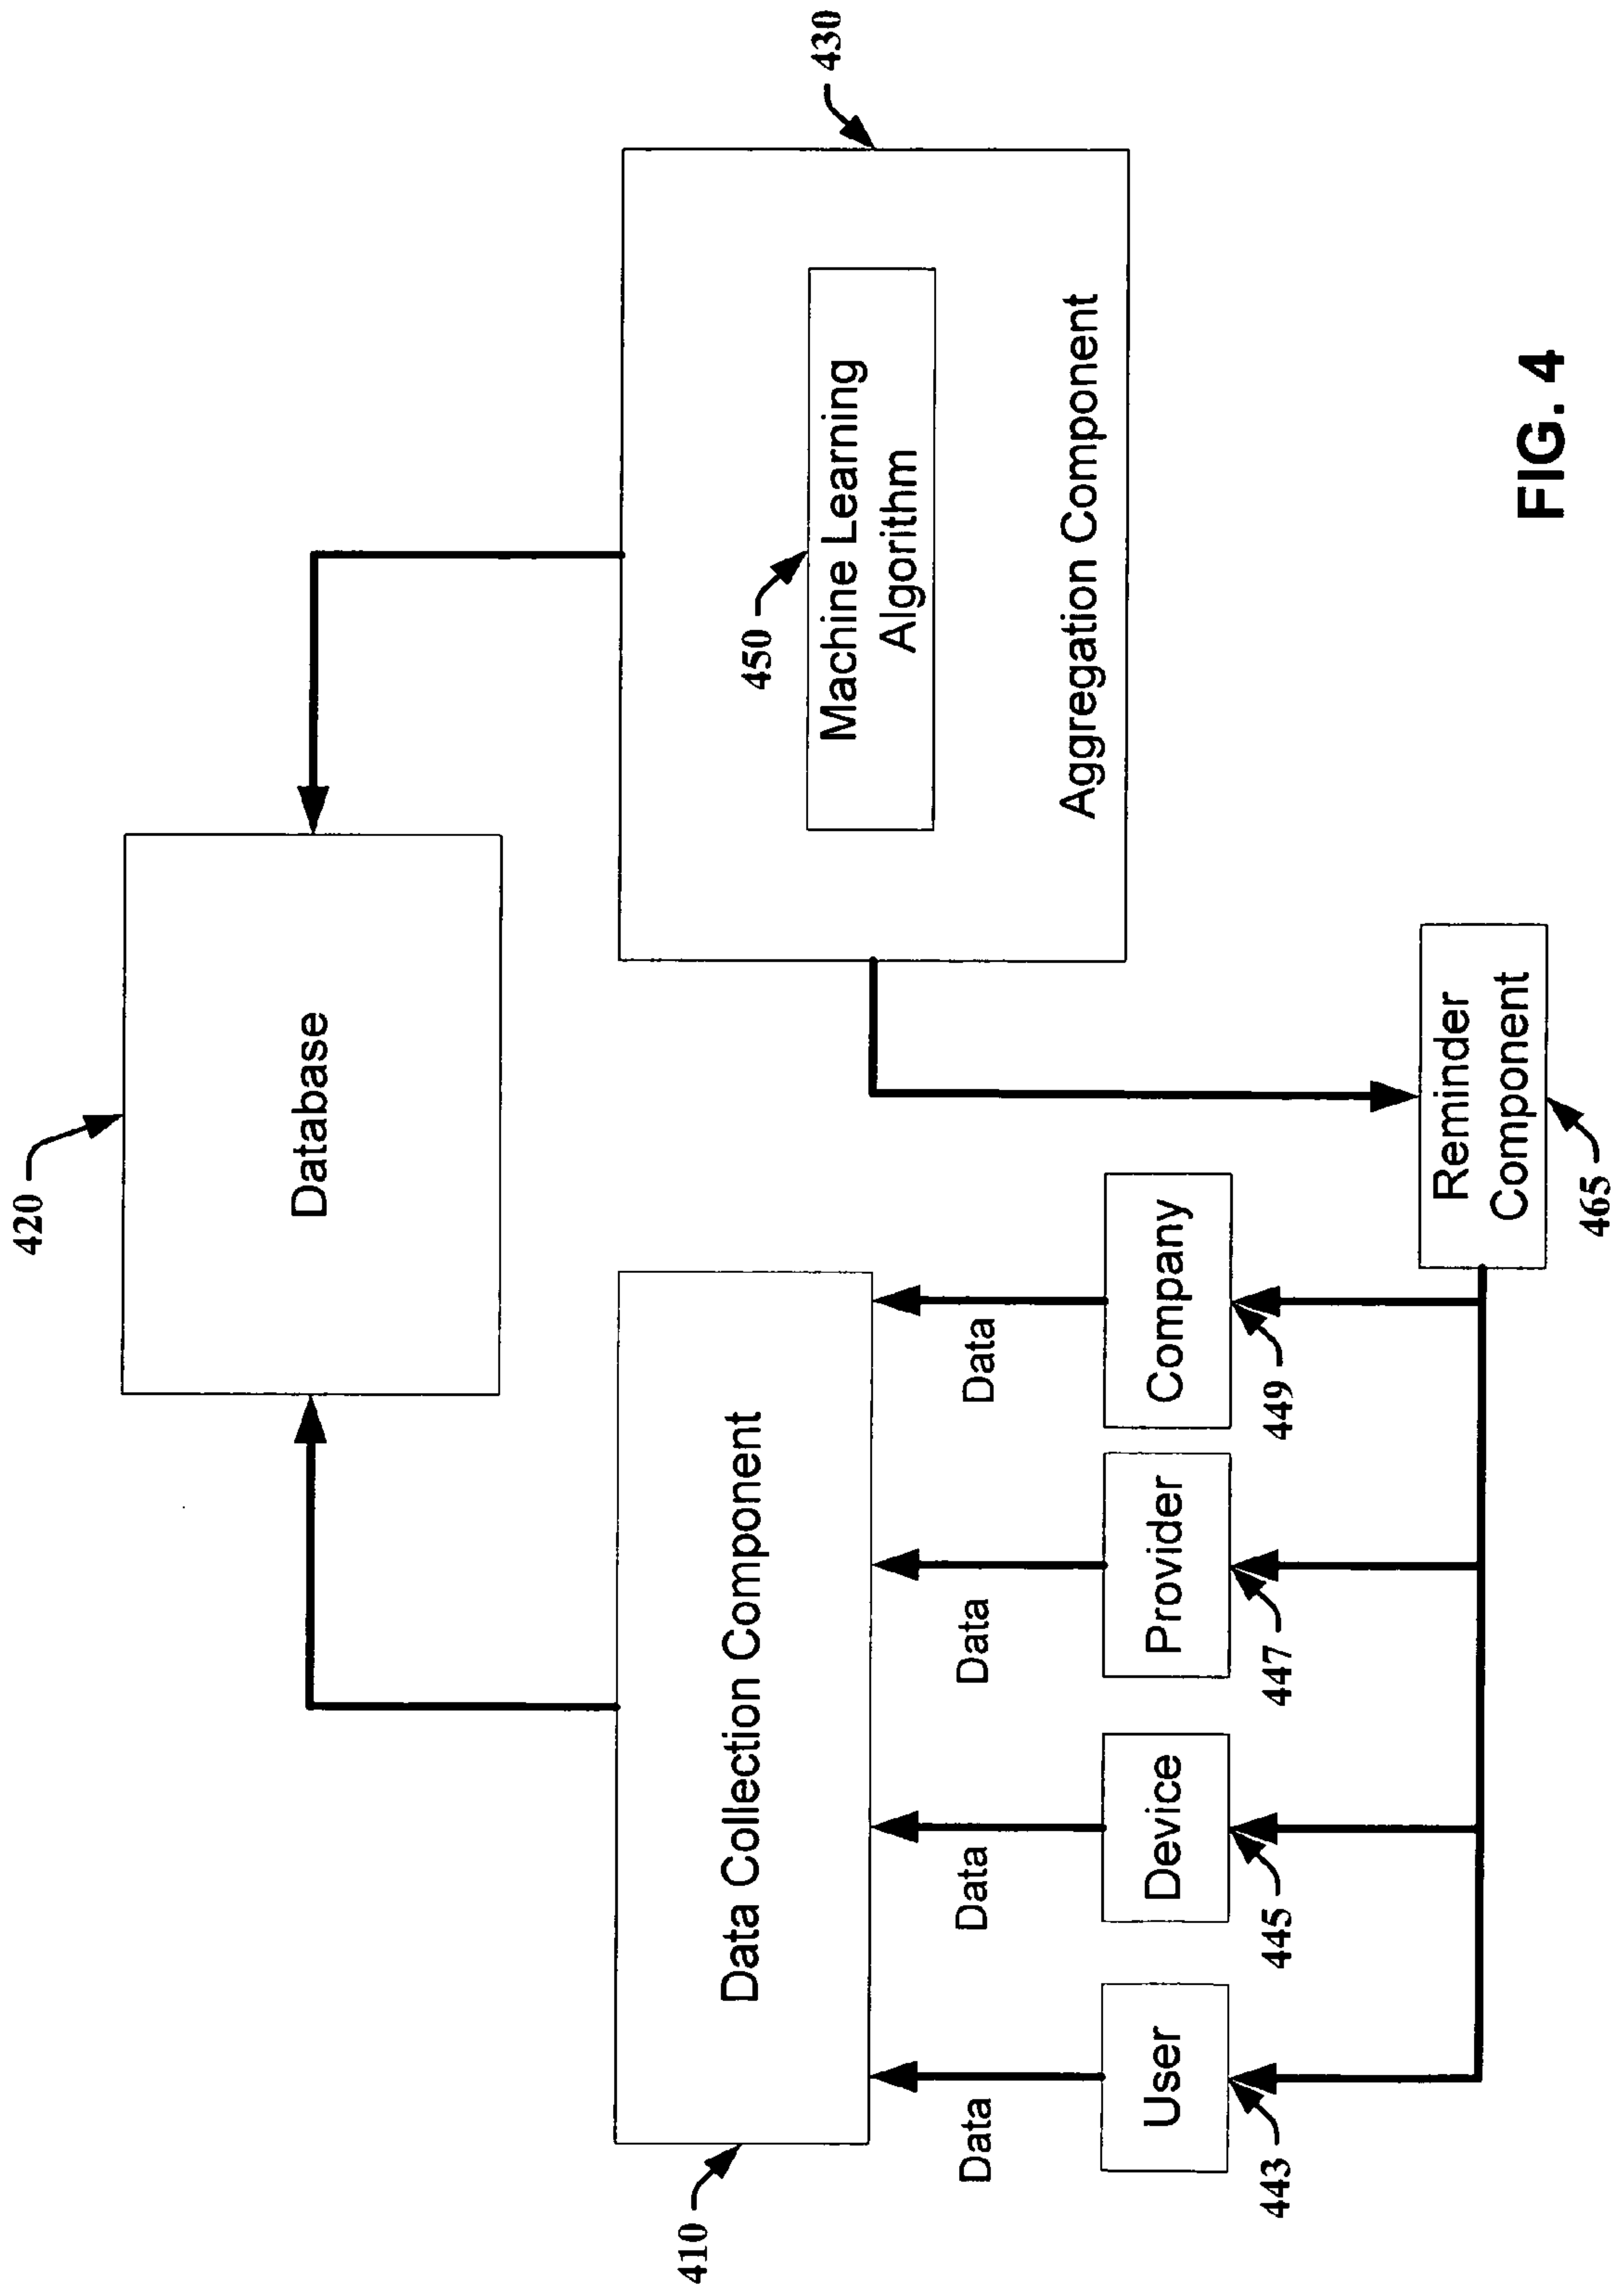 420
Database
410
Data Collection Component
430
450
Machine Learning
Algorithm
Aggregation Component
Data
Data
Data
Data
User
Device
Provider
Company
443
445
447
449
Reminder
Component
465
FIG. 4